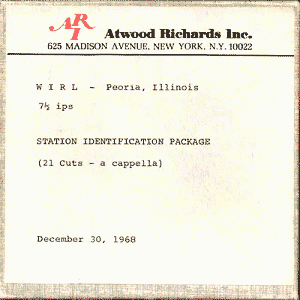 ARI
Atwood Richards Inc.
625 MADISON AVENUE, NEW YORK, N.Y. 10022
W I R L - Peoria, Illinois
7½ ips
STATION IDENTIFICATION PACKAGE
(21 Cuts - a cappella)
December 30, 1968